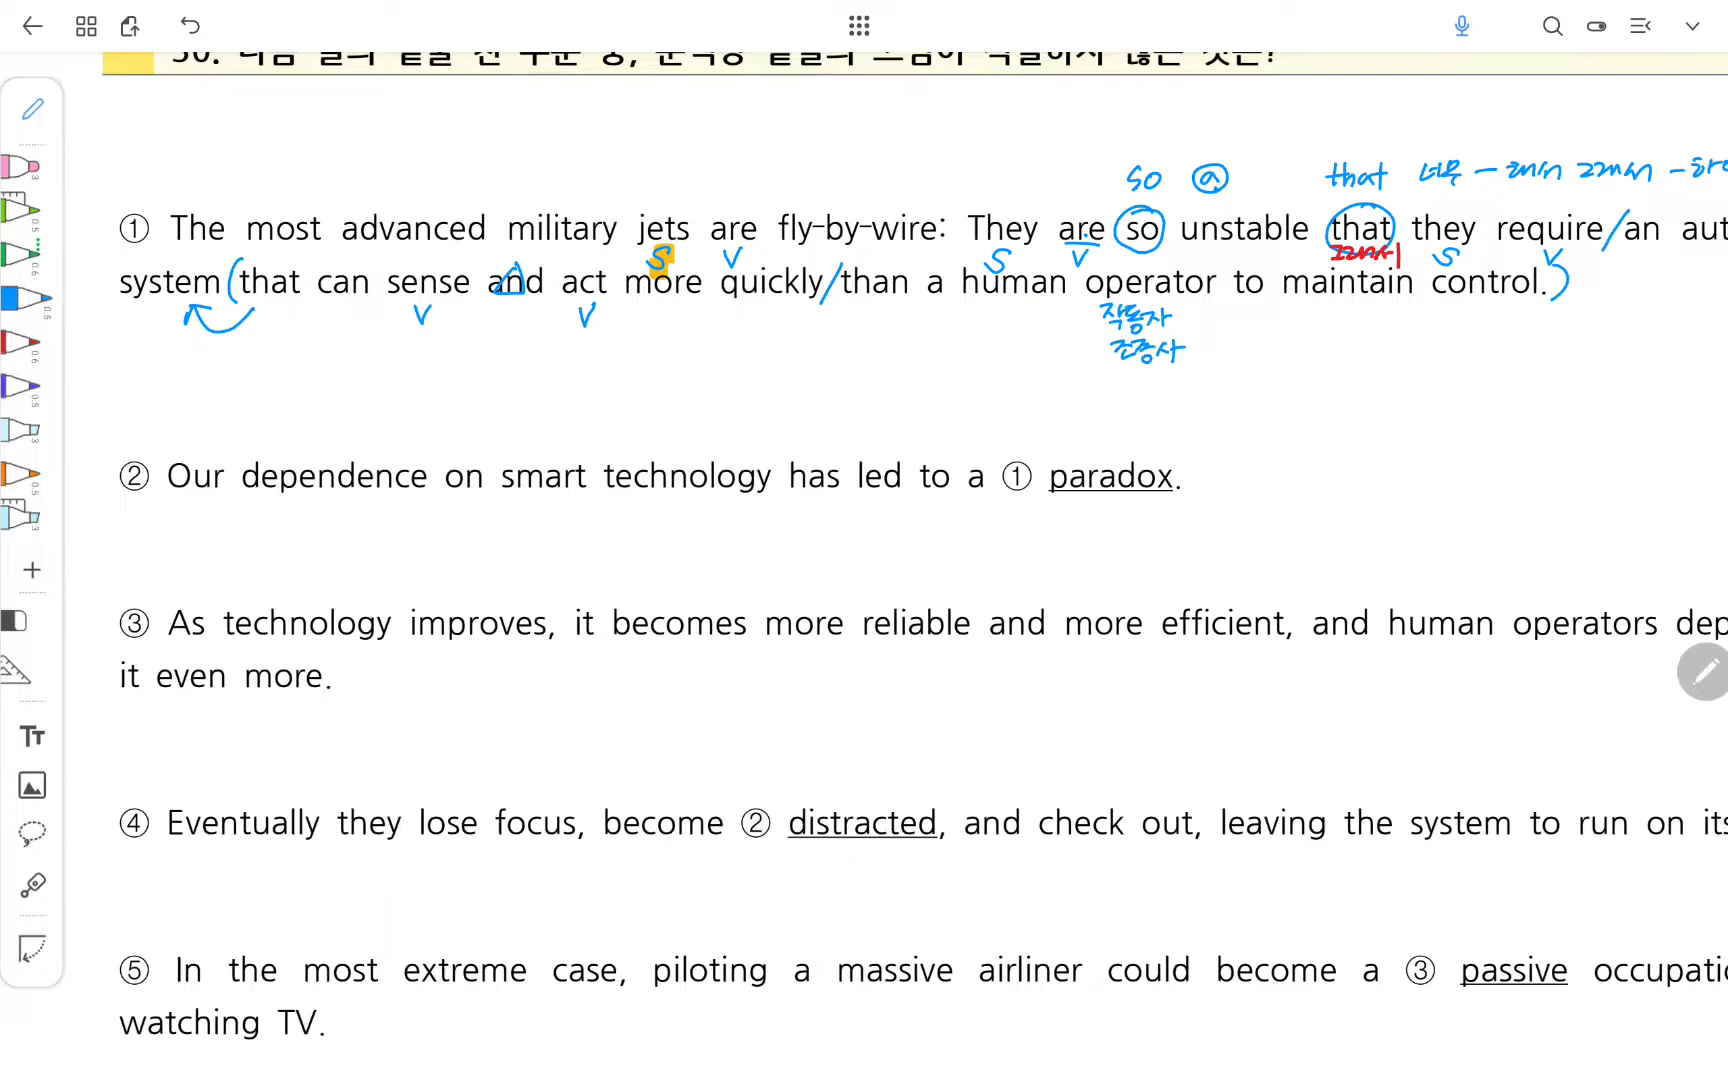 so ⓐ that 너무 - 해서 그래서 -
① The most advanced military jets are fly-by-wire: They are so unstable that they require/an aut
S V S V 그래서 S V
system(that can sense and act more quickly/than a human operator to maintain control.)
V V 작동자
조종사
② Our dependence on smart technology has led to a ① paradox.
③ As technology improves, it becomes more reliable and more efficient, and human operators dep
it even more.
④ Eventually they lose focus, become ② distracted, and check out, leaving the system to run on its
⑤ In the most extreme case, piloting a massive airliner could become a ③ passive occupatio
watching TV.